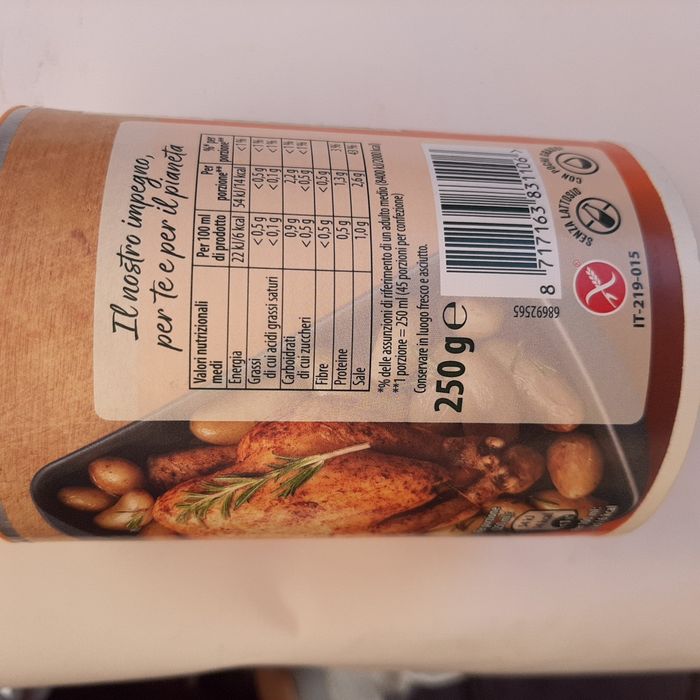 Il nostro impegno,
per te e per il pianeta
Valori nutrizionali medi Per 100 ml di prodotto Per porzione** %* per porzione**
Energia 22 kJ/6 kcal 54 kJ/14 kcal <1%
Grassi <0,5 g <0,5 g <1%
di cui acidi grassi saturi <0,1 g <0,1 g <1%
Carboidrati 0,9 g 2,2 g <1%
di cui zuccheri <0,5 g <0,5 g <1%
Fibre <0,5 g <0,5 g
Proteine 0,5 g 1,3 g 3%
Sale 1,0 g 2,6 g 43%
*% delle assunzioni di riferimento di un adulto medio (8400 kJ/2000 kcal)
**1 porzione = 250 ml (45 porzioni per confezione)
Conservare in luogo fresco e asciutto.
250 g e
8 717163 831106 >
68692565
SENZA LATTOSIO
CON
IT-219-015